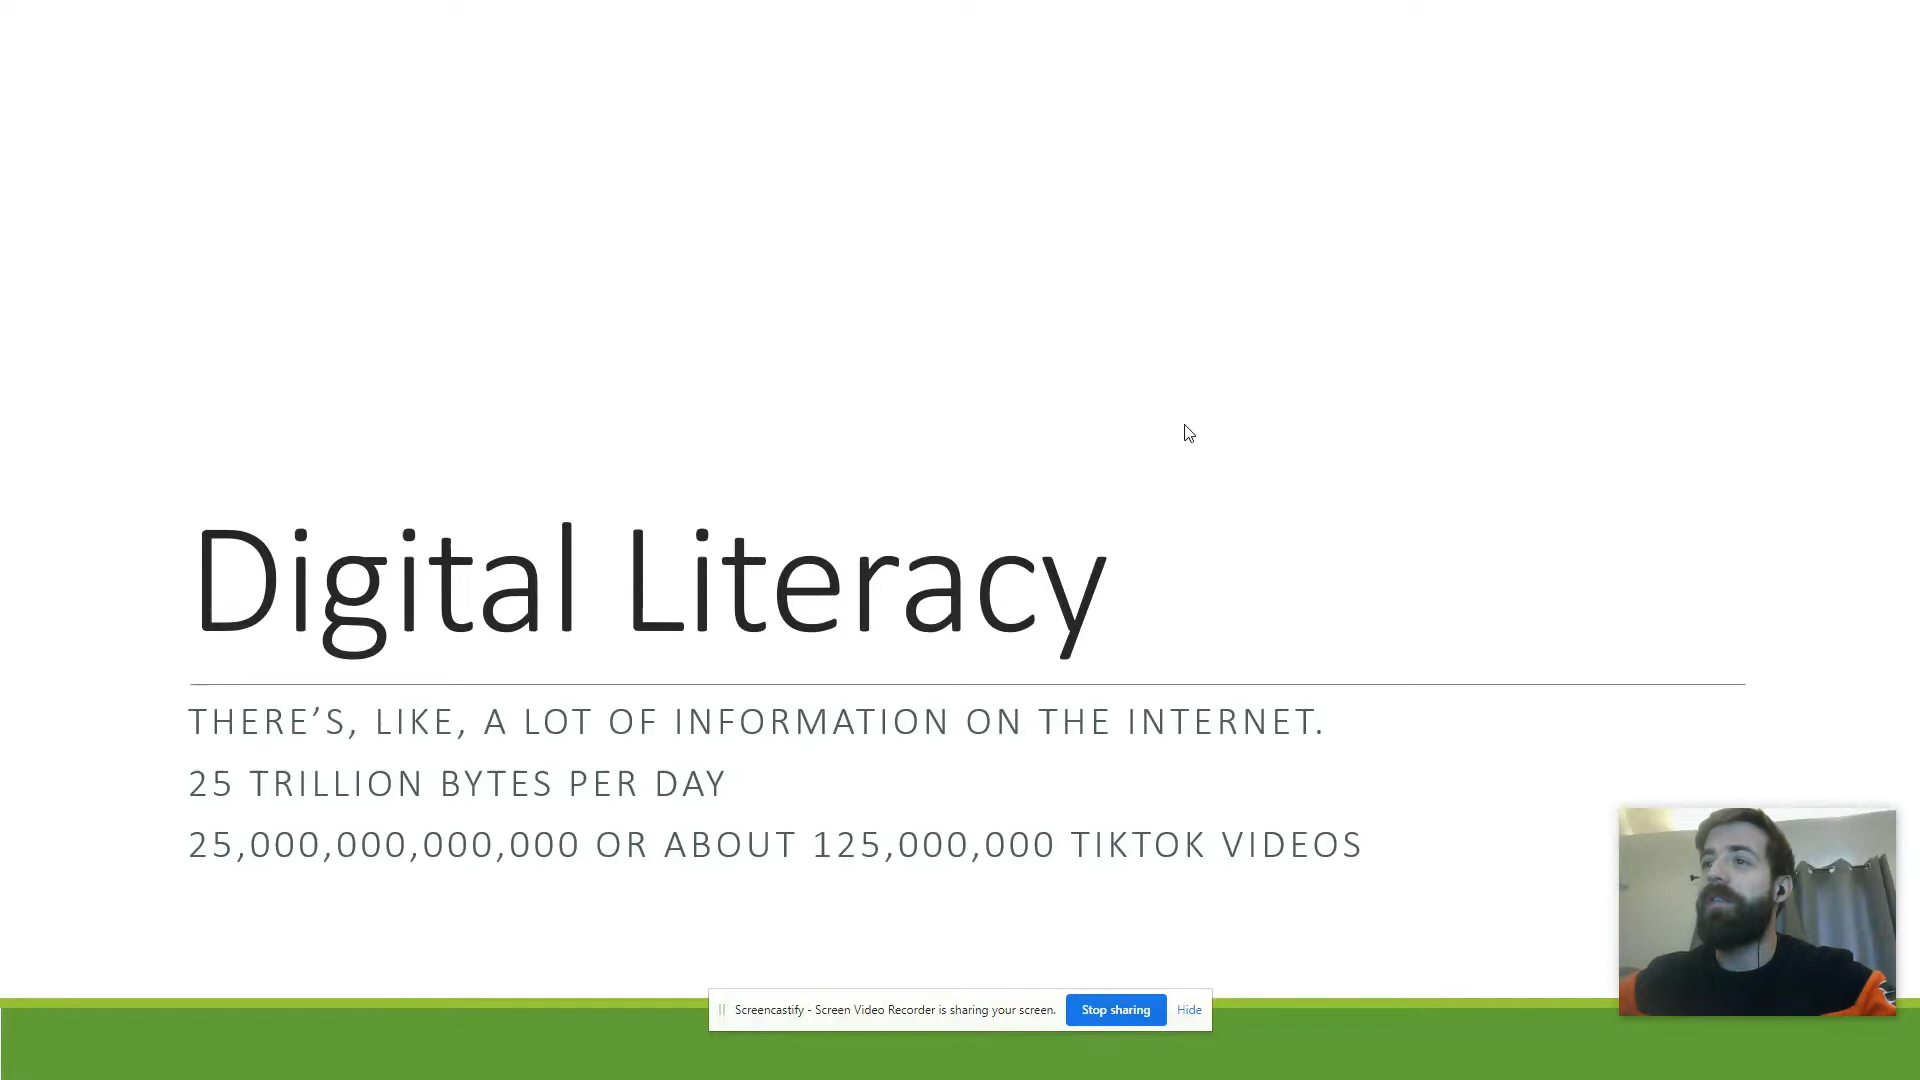 Digital Literacy
THERE’S, LIKE, A LOT OF INFORMATION ON THE INTERNET.
25 TRILLION BYTES PER DAY
25,000,000,000,000 OR ABOUT 125,000,000 TIKTOK VIDEOS
Screencastify - Screen Video Recorder is sharing your screen. Stop sharing Hide